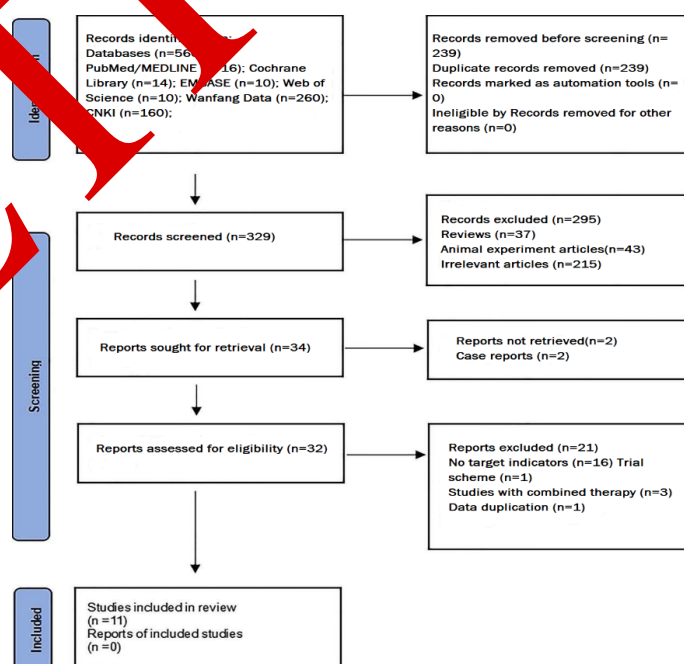 Records
Databases
PubMed/MEDLINE Cochrane
Library (n=14); EMBASE (n=10); Web of
Science (n=10); Wanfang Data (n=260);
CNKI (n=160);
Records removed before screening (n=
239)
Duplicate records removed (n=239)
Records marked as automation tools (n=
0)
Ineligible by Records removed for other
reasons (n=0)
Screening
Records screened (n=329)
Records excluded (n=295)
Reviews (n=37)
Animal experiment articles(n=43)
Irrelevant articles (n=215)
Reports sought for retrieval (n=34)
Reports not retrieved(n=2)
Case reports (n=2)
Reports assessed for eligibility (n=32)
Reports excluded (n=21)
No target indicators (n=16) Trial
scheme (n=1)
Studies with combined therapy (n=3)
Data duplication (n=1)
Included
Studies included in review
(n =11)
Reports of included studies
(n =0)